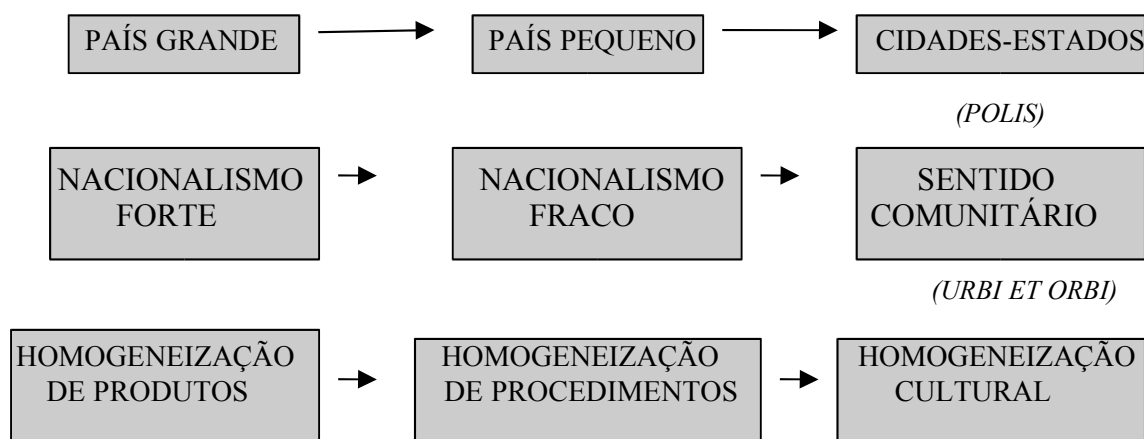 PAÍS GRANDE
PAÍS PEQUENO
CIDADES-ESTADOS
(POLIS)
NACIONALISMO
FORTE
NACIONALISMO
FRACO
SENTIDO
COMUNITÁRIO
(URBI ET ORBI)
HOMOGENEIZAÇÃO
DE PRODUTOS
HOMOGENEIZAÇÃO
DE PROCEDIMENTOS
HOMOGENEIZAÇÃO
CULTURAL